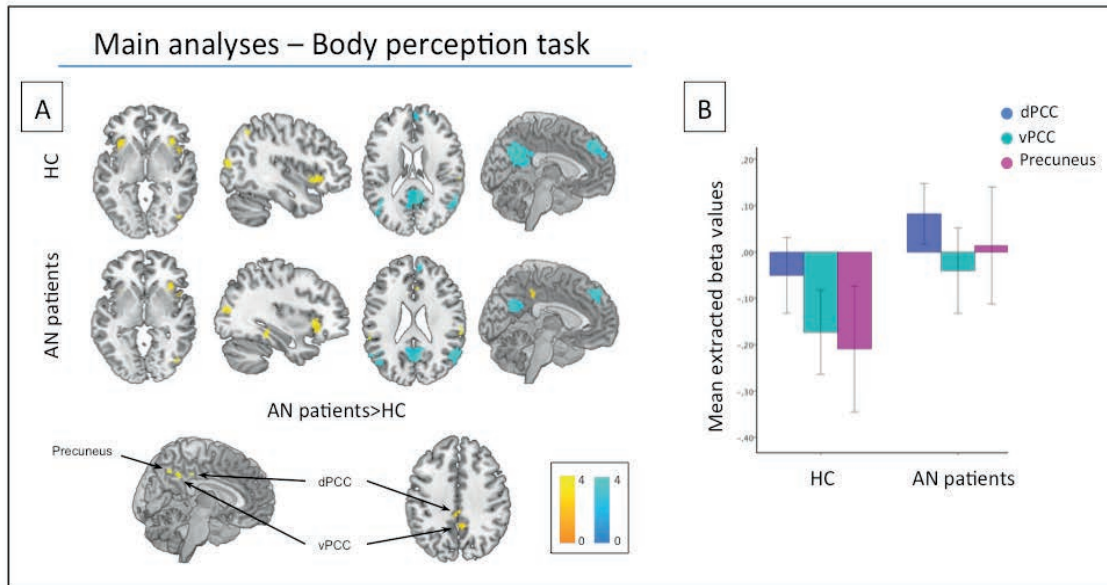 Main analyses – Body perception task
A
HC
AN patients
AN patients>HC
Precuneus
dPCC
vPCC
4
4
0
0
B
dPCC
vPCC
Precuneus
Mean extracted beta values
,20
,10
,00
-,10
-,20
-,30
-,40
HC
AN patients